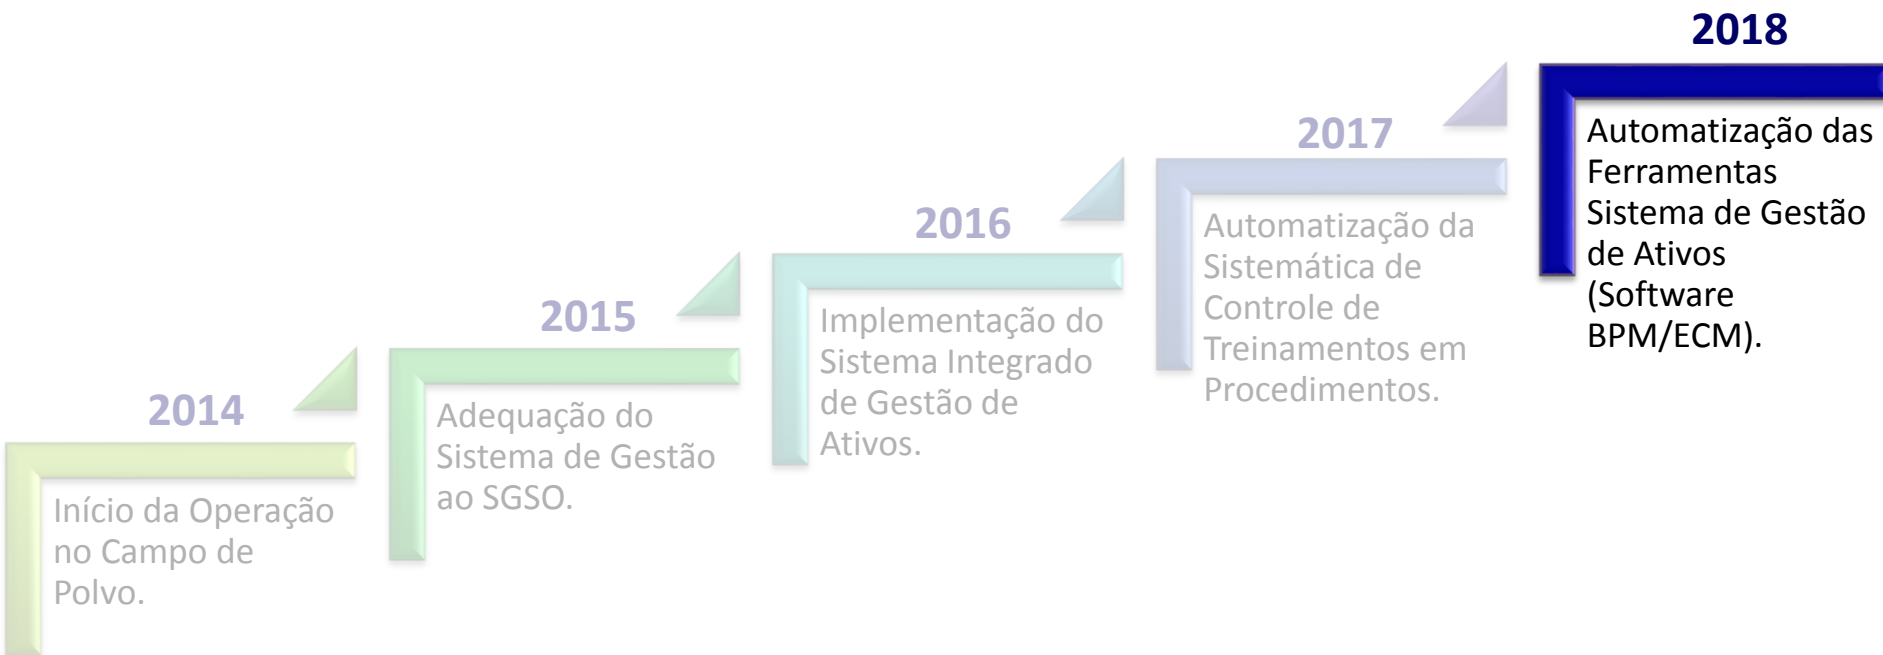 2014
Início da Operação
no Campo de
Polvo.
2015
Adequação do
Sistema de Gestão
ao SGSO.
2016
Implementação do
Sistema Integrado
de Gestão de
Ativos.
2017
Automatização da
Sistemática de
Controle de
Treinamentos em
Procedimentos.
2018
Automatização das
Ferramentas
Sistema de Gestão
de Ativos
(Software
BPM/ECM).